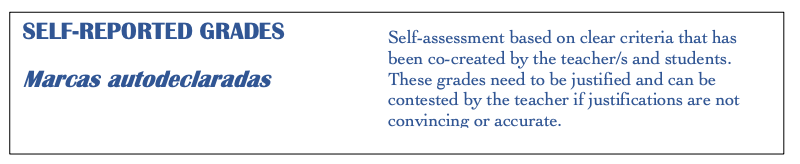 SELF-REPORTED GRADES
Marcas autodeclaradas
Self-assessment based on clear criteria that has
been co-created by the teacher/s and students.
These grades need to be justified and can be
contested by the teacher if justifications are not
convincing or accurate.